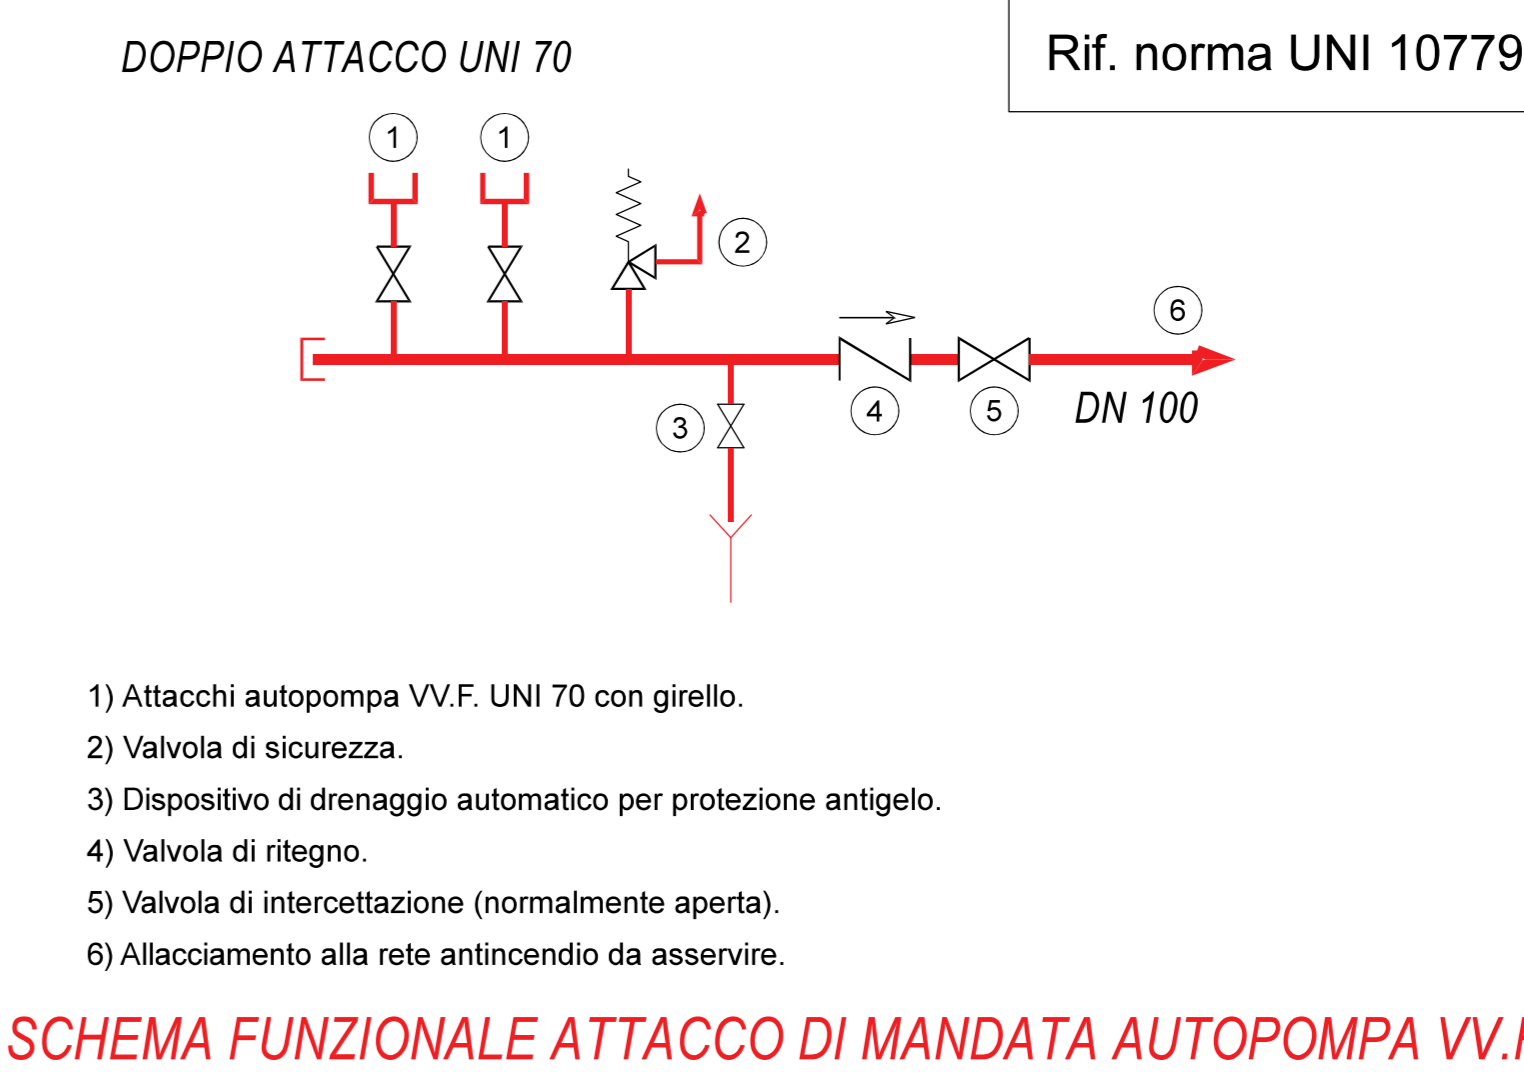 DOPPIO ATTACCO UNI 70
Rif. norma UNI 10779
1
1
2
6
3
4
5
DN 100
1) Attacchi autopompa VV.F. UNI 70 con girello.
2) Valvola di sicurezza.
3) Dispositivo di drenaggio automatico per protezione antigelo.
4) Valvola di ritegno.
5) Valvola di intercettazione (normalmente aperta).
6) Allacciamento alla rete antincendio da asservire.
SCHEMA FUNZIONALE ATTACCO DI MANDATA AUTOPOMPA VV.F